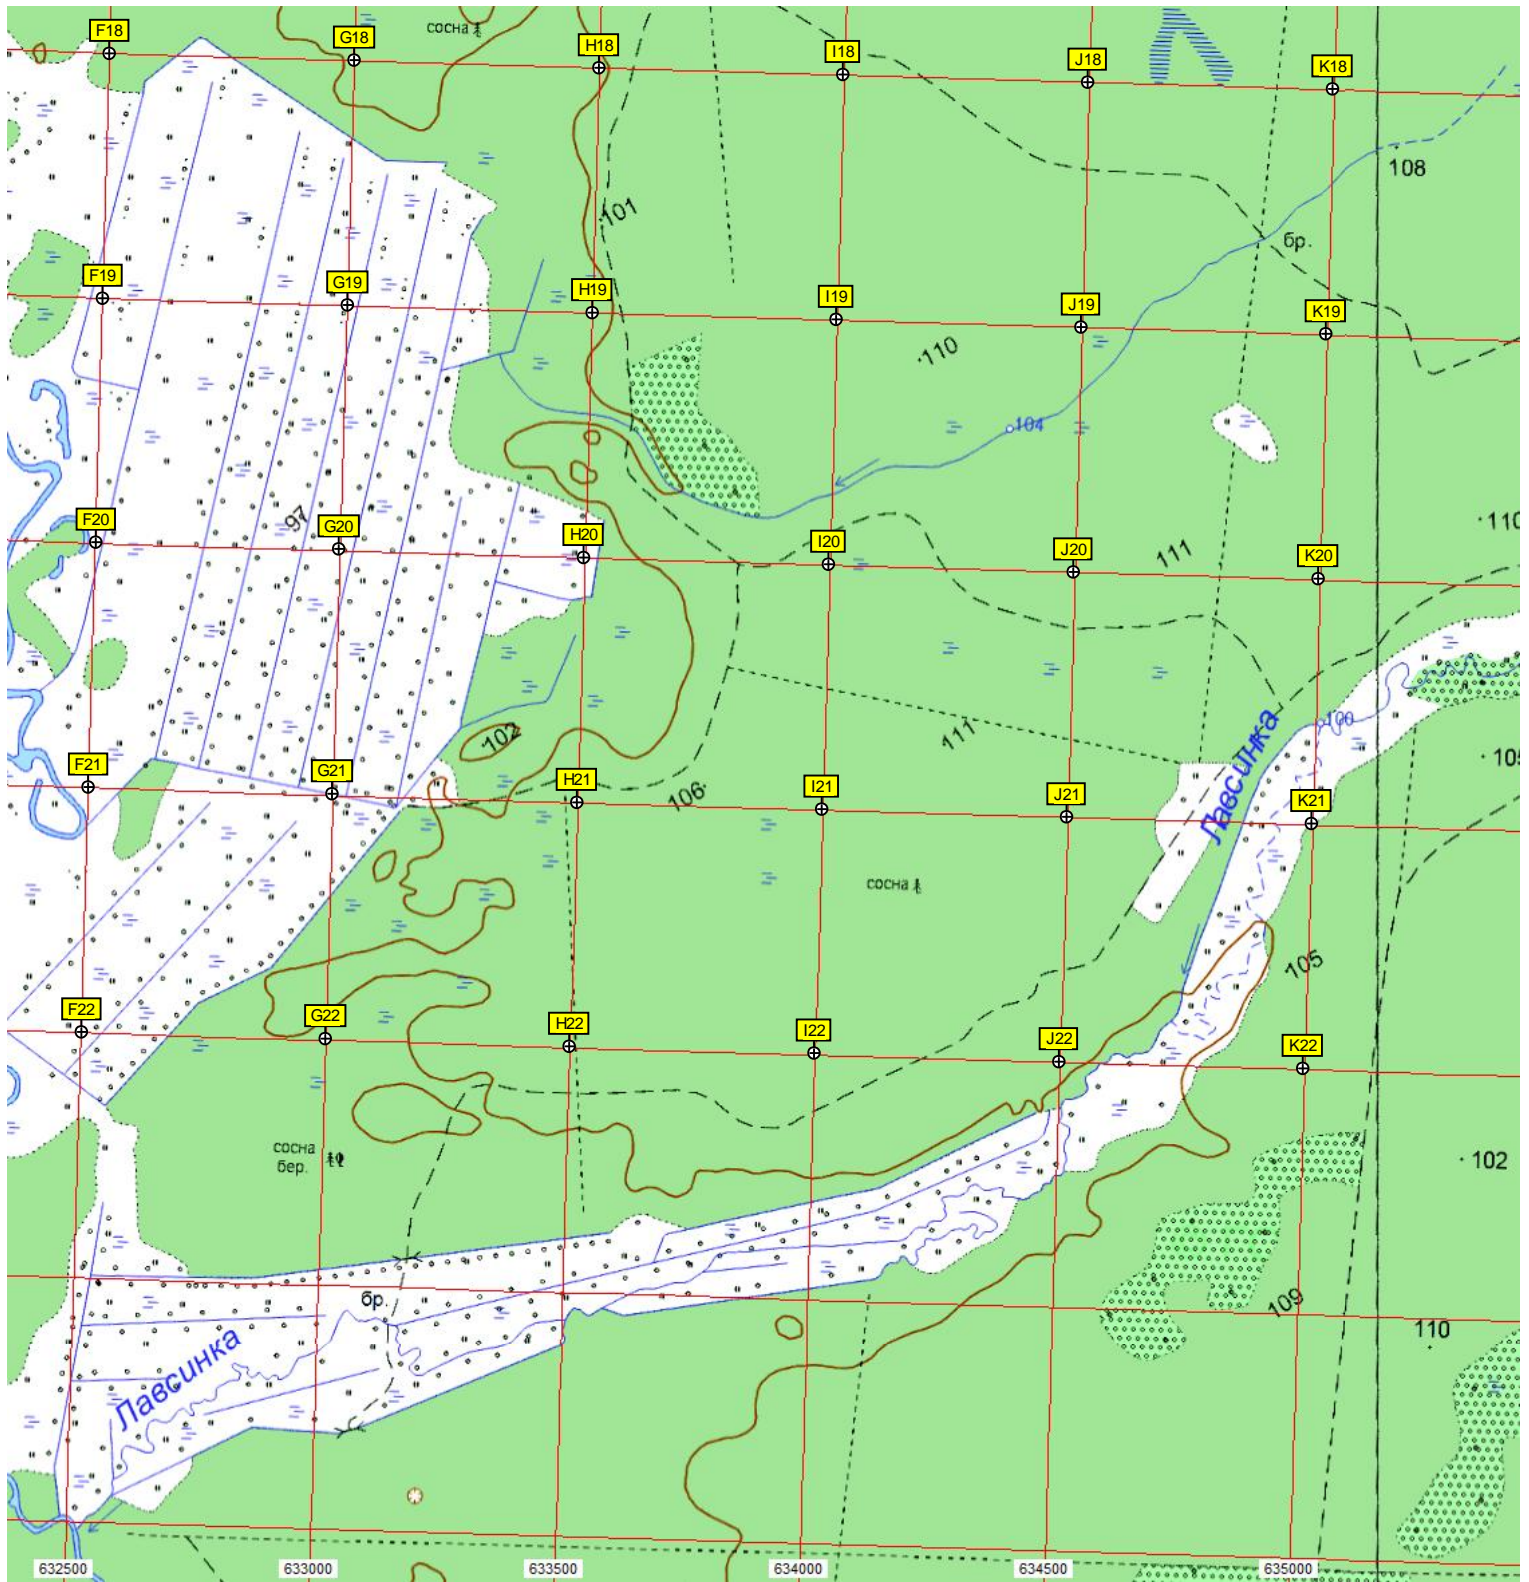 сосна
F18
G18
H18
I18
J18
K18
108
101
бр.
F19
G19
H19
I19
J19
K19
110
104
97
F20
G20
H20
I20
J20
K20
111
110
102
111
100
105
Лавсинка
F21
G21
H21
I21
J21
K21
106
сосна
105
F22
G22
H22
I22
J22
K22
сосна
бер.
102
бр.
109
110
Лавсинка
632500
633000
633500
634000
634500
635000